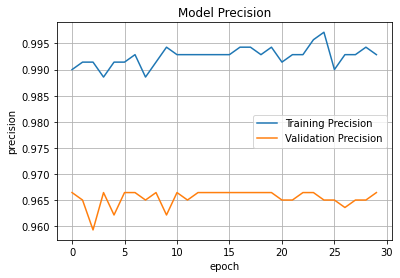 Model Precision
precision
0.995
0.990
0.985
0.980
0.975
0.970
0.965
0.960
Training Precision
Validation Precision
0 5 10 15 20 25 30
epoch